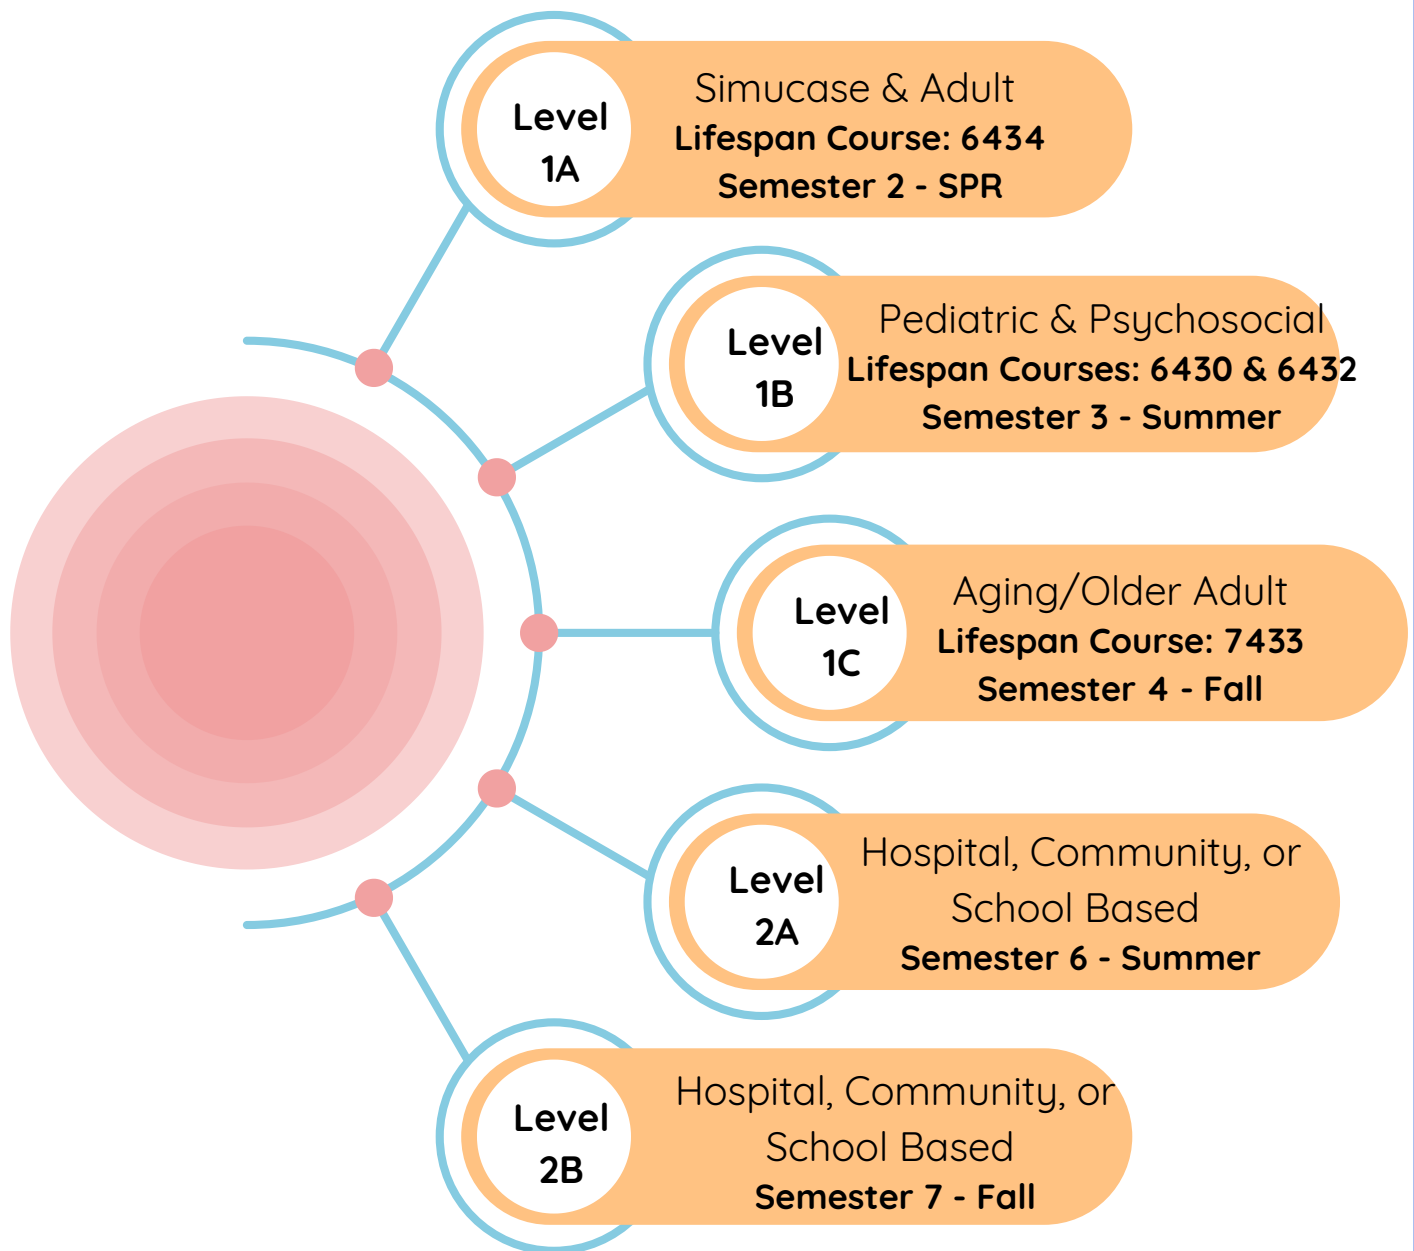 Level
1A
Simucase & Adult
Lifespan Course: 6434
Semester 2 - SPR
Level
1B
Pediatric & Psychosocial
Lifespan Courses: 6430 & 6432
Semester 3 - Summer
Level
1C
Aging/Older Adult
Lifespan Course: 7433
Semester 4 - Fall
Level
2A
Hospital, Community, or
School Based
Semester 6 - Summer
Level
2B
Hospital, Community, or
School Based
Semester 7 - Fall